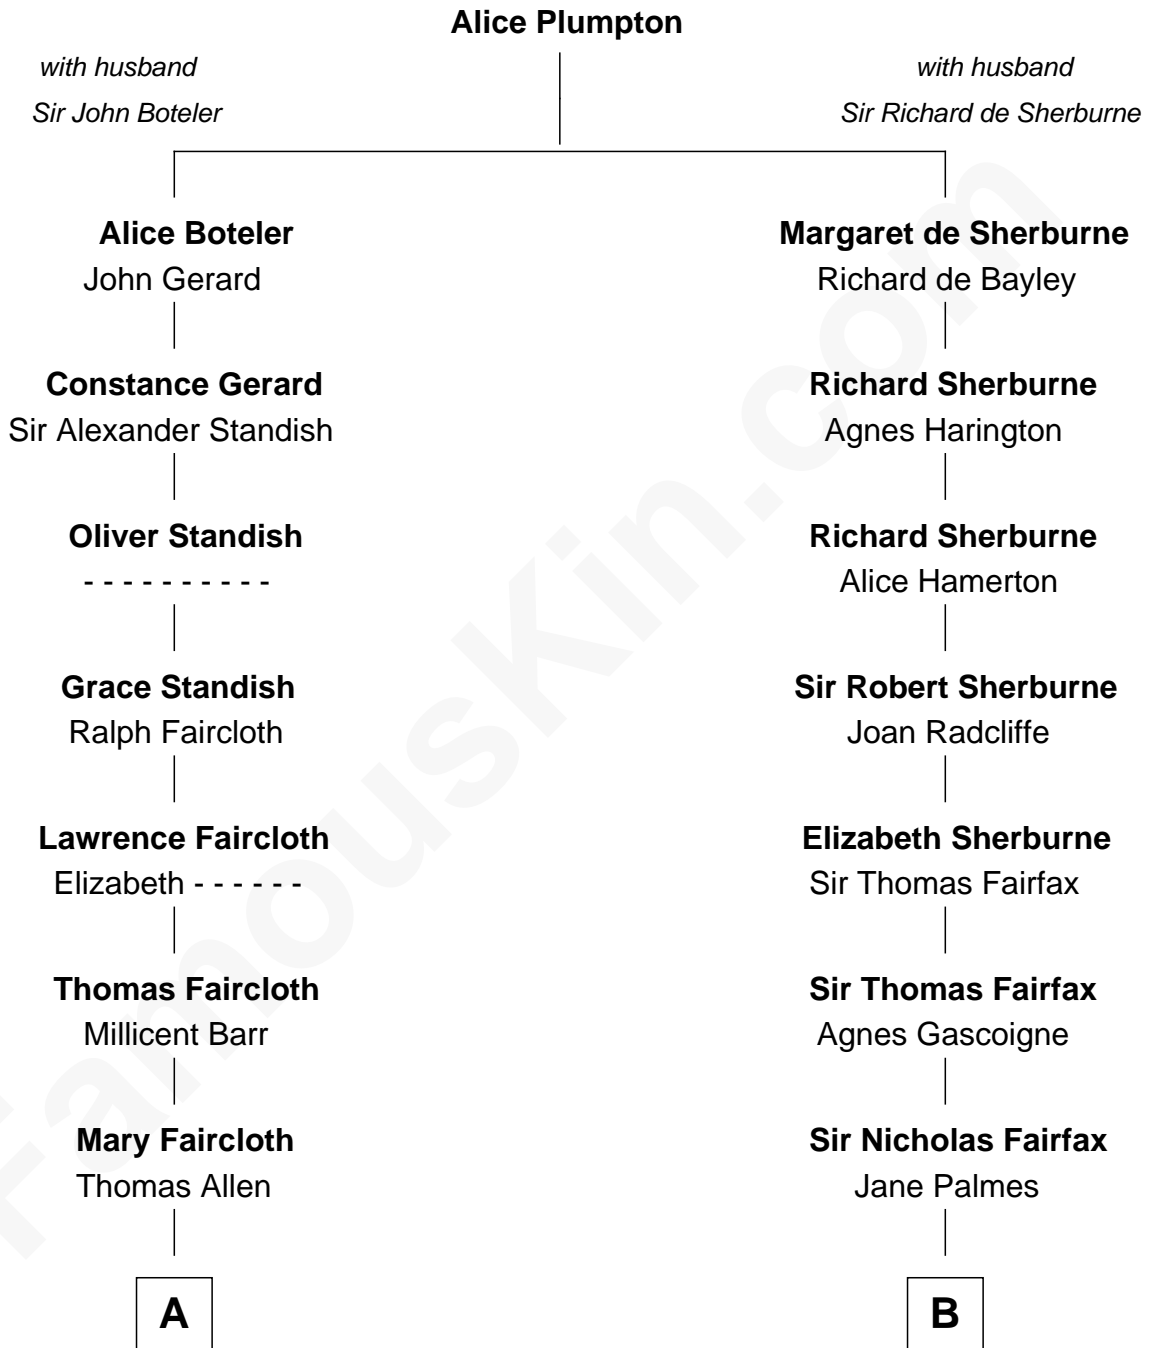 Alice Plumpton
with husband
Sir John Boteler
with husband
Sir Richard de Sherburne
Alice Boteler
John Gerard
Margaret de Sherburne
Richard de Bayley
Constance Gerard
Sir Alexander Standish
Richard Sherburne
Agnes Harington
Oliver Standish
- - - - - - - - - -
Richard Sherburne
Alice Hamerton
Grace Standish
Ralph Faircloth
Sir Robert Sherburne
Joan Radcliffe
Lawrence Faircloth
Elizabeth - - - - - -
Elizabeth Sherburne
Sir Thomas Fairfax
Thomas Faircloth
Millicent Barr
Sir Thomas Fairfax
Agnes Gascoigne
Mary Faircloth
Thomas Allen
Sir Nicholas Fairfax
Jane Palmes
A
B
FamousKin.com